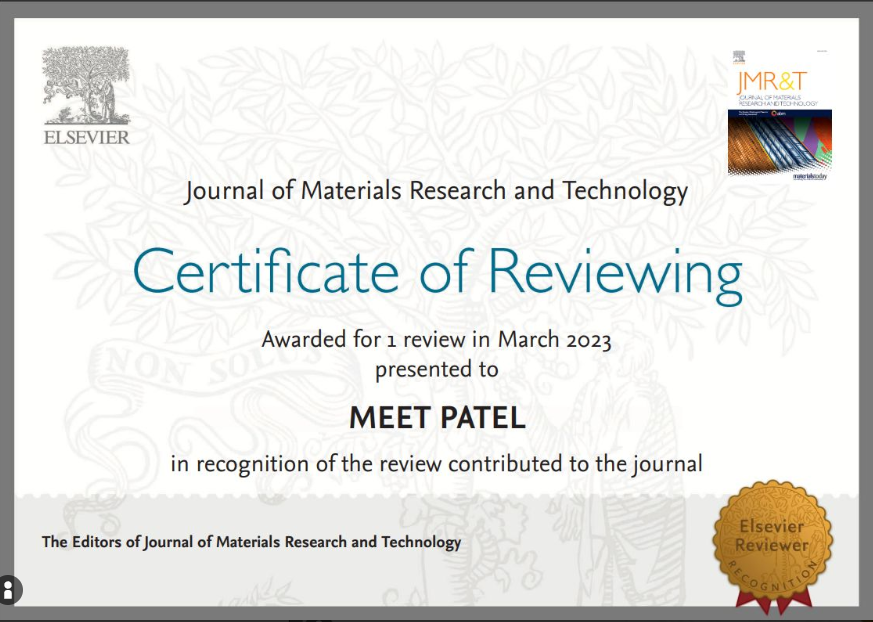 ELSEVIER
JMR&T
JOURNAL OF MATERIALS
RESEARCH AND TECHNOLOGY
materialstoday
Journal of Materials Research and Technology
Certificate of Reviewing
Awarded for 1 review in March 2023
presented to
NON SOLUS
MEET PATEL
in recognition of the review contributed to the journal
The Editors of Journal of Materials Research and Technology
Elsevier
Reviewer
RECOGNITION